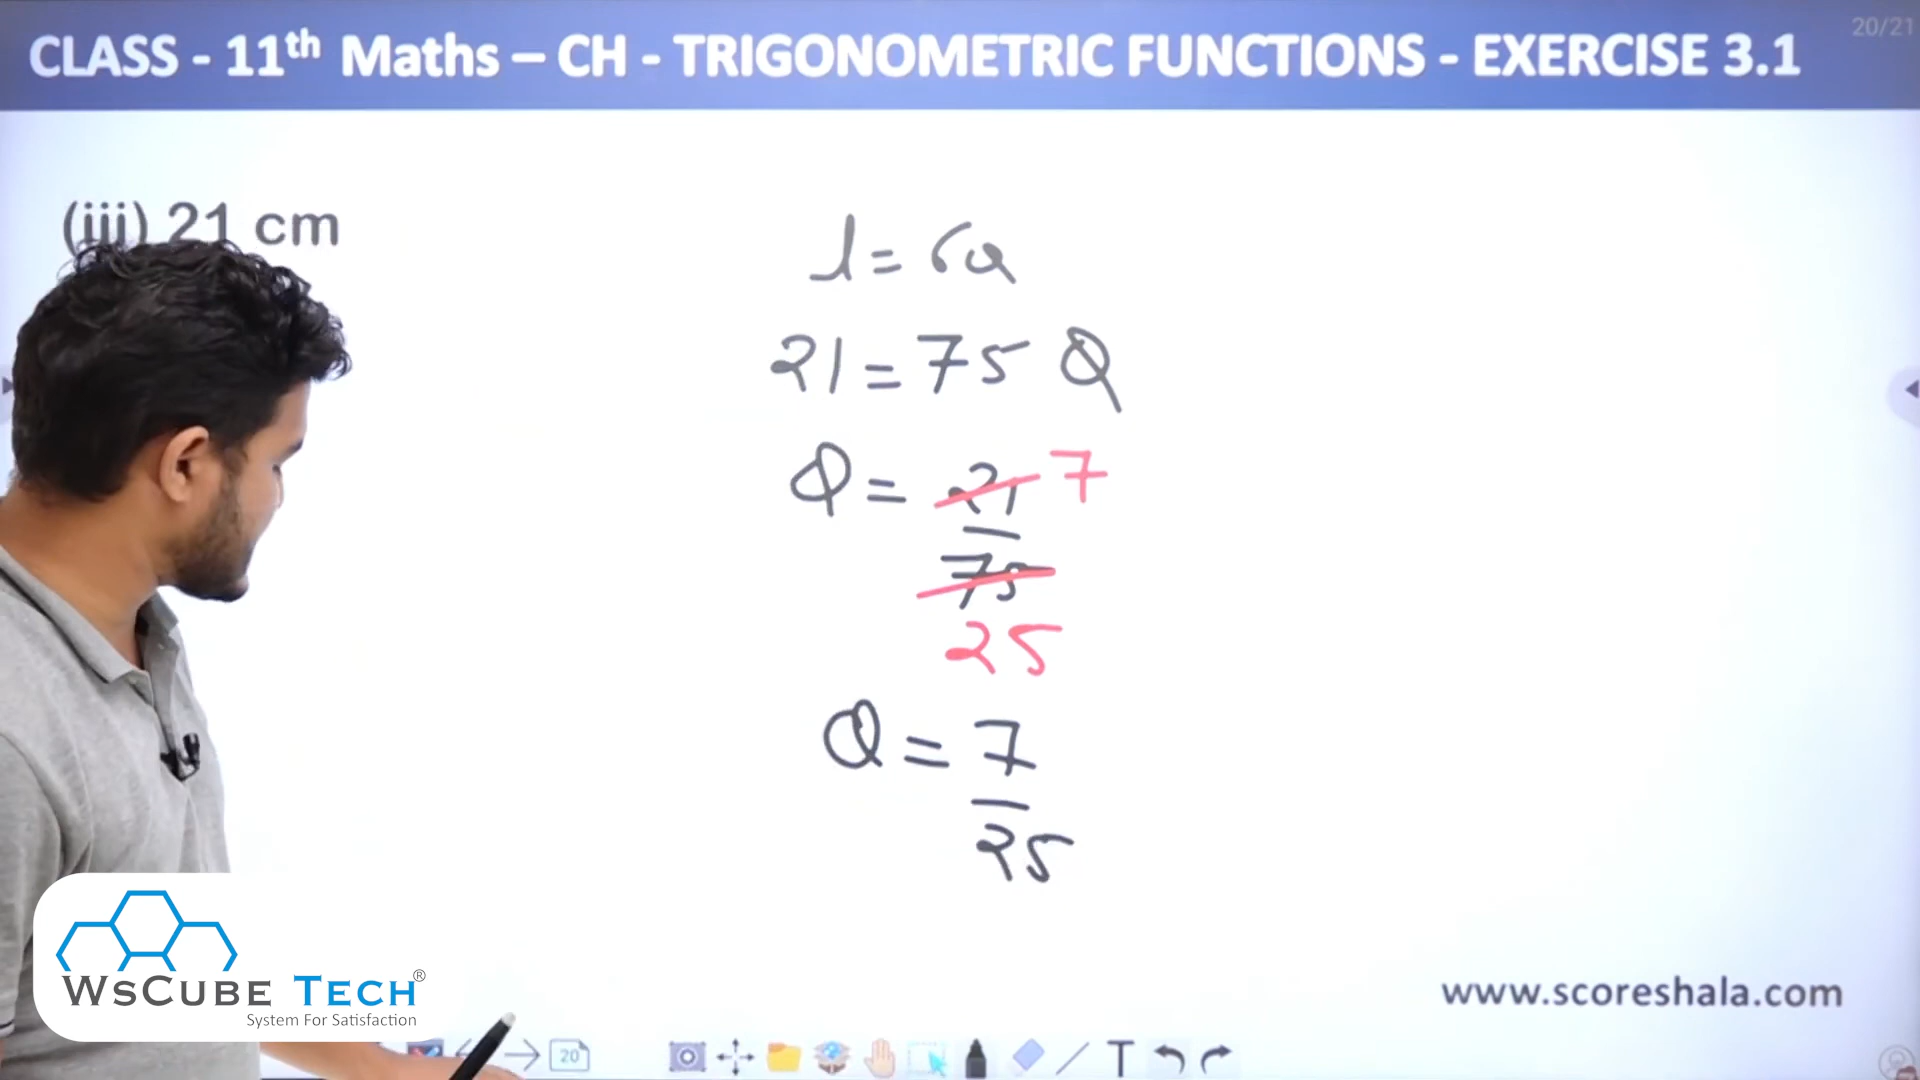 20/21
CLASS - 11th Maths – CH - TRIGONOMETRIC FUNCTIONS - EXERCISE 3.1
(iii) 21 cm
l = rθ
21 = 75 θ
θ = 21 7
75
25
θ = 7
25
WsCube Tech®
System For Satisfaction
www.scoreshala.com
20
T